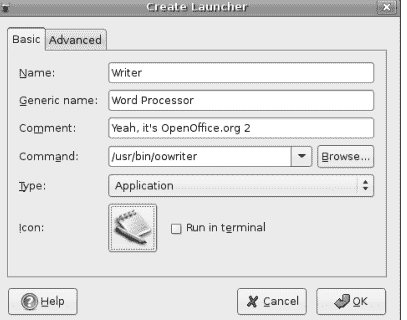 Create Launcher
Basic Advanced
Name: Writer
Generic name: Word Processor
Comment: Yeah, it's OpenOffice.org 2
Command: /usr/bin/oowriter Browse...
Type: Application
Icon: Run in terminal
Help Cancel OK